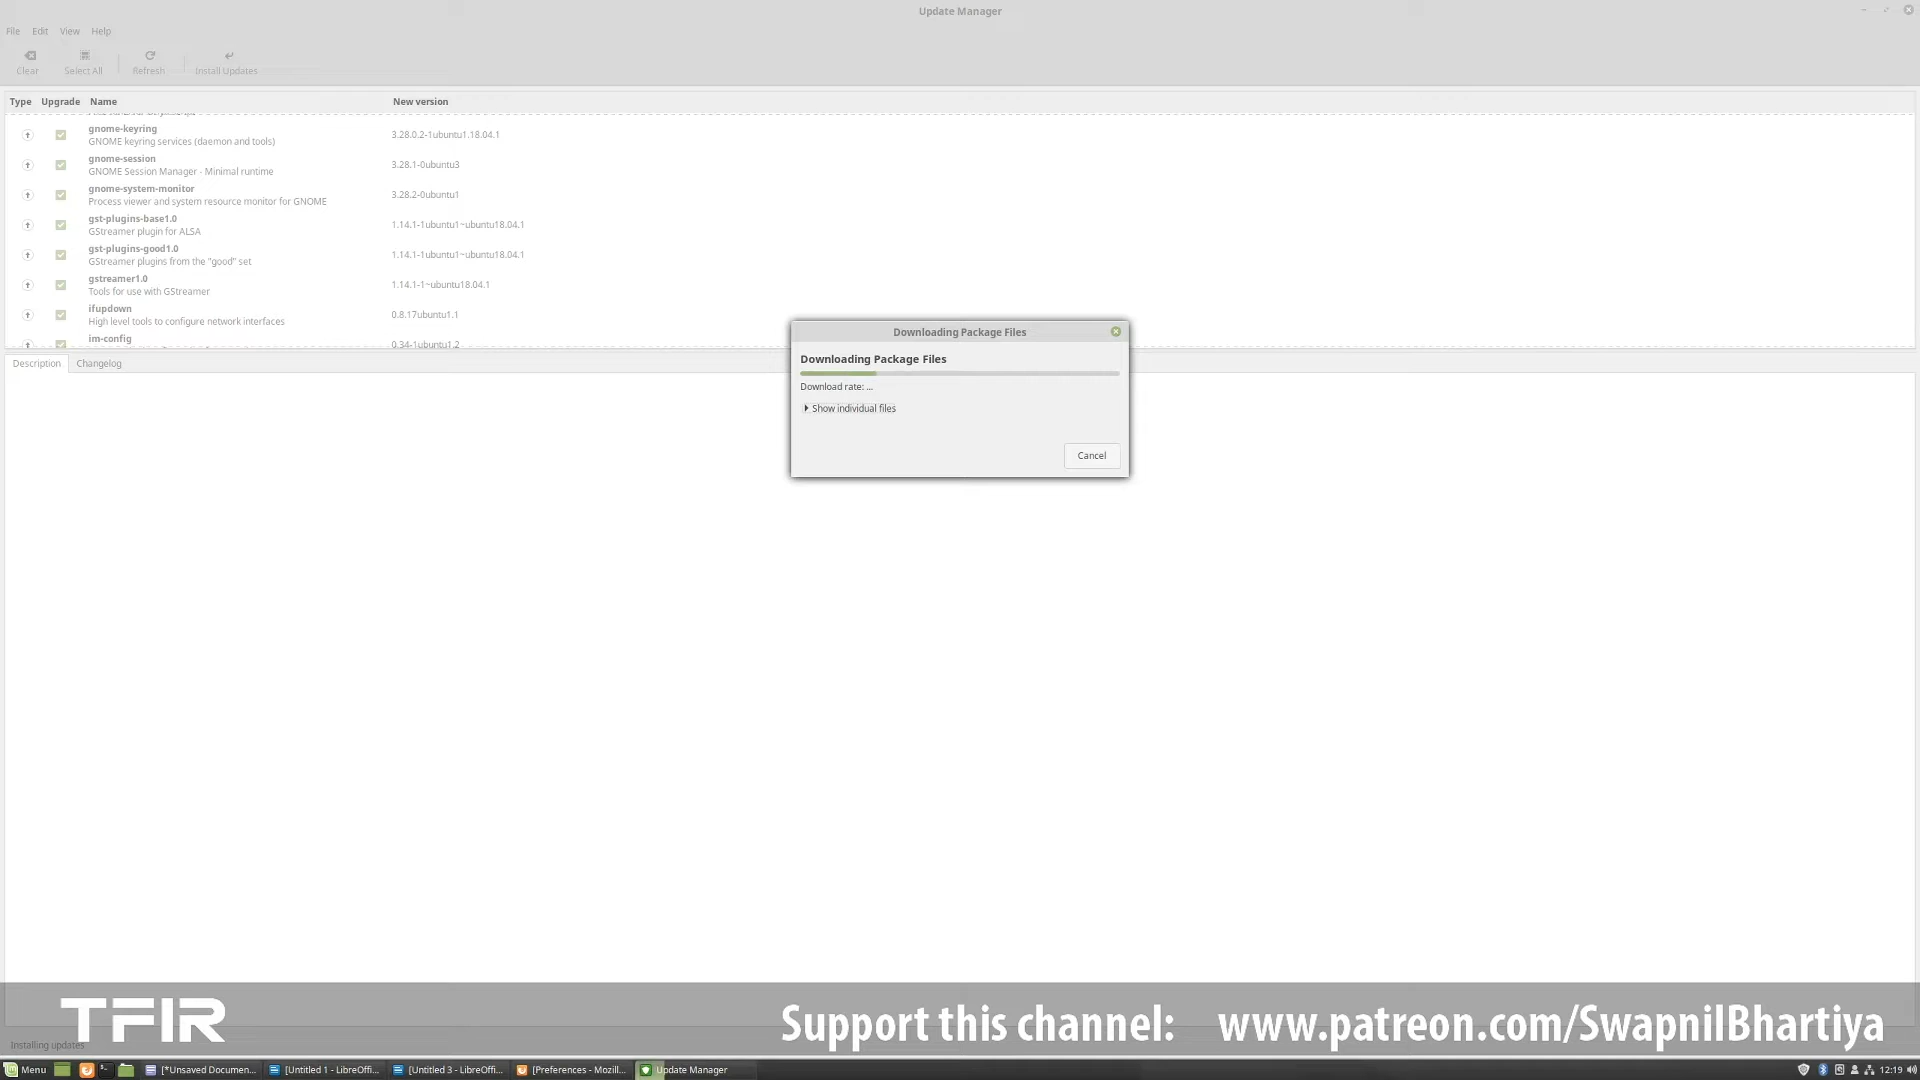 Update Manager
File Edit View Help
Clear Select All Refresh Install Updates
Type Upgrade Name New version
gnome-keyring
GNOME keyring services (daemon and tools)
3.28.0.2-1ubuntu1.18.04.1
gnome-session
GNOME Session Manager - Minimal runtime
3.28.1-0ubuntu3
gnome-system-monitor
Process viewer and system resource monitor for GNOME
3.28.2-0ubuntu1
gst-plugins-base1.0
GStreamer plugin for ALSA
1.14.1-1ubuntu1~ubuntu18.04.1
gst-plugins-good1.0
GStreamer plugins from the "good" set
1.14.1-1ubuntu1~ubuntu18.04.1
gstreamer1.0
Tools for use with GStreamer
1.14.1-1~ubuntu18.04.1
ifupdown
High level tools to configure network interfaces
0.8.17ubuntu1.1
im-config
0.34-1ubuntu1.2
Description Changelog
Downloading Package Files
Downloading Package Files
Download rate: ...
Show individual files
Cancel
TFIR
Support this channel: www.patreon.com/SwapnilBhartiya
Installing updates
Menu [*Unsaved Documen... [Untitled 1 - LibreOffi... [Untitled 3 - LibreOffi... [Preferences - Mozill... Update Manager 12:19